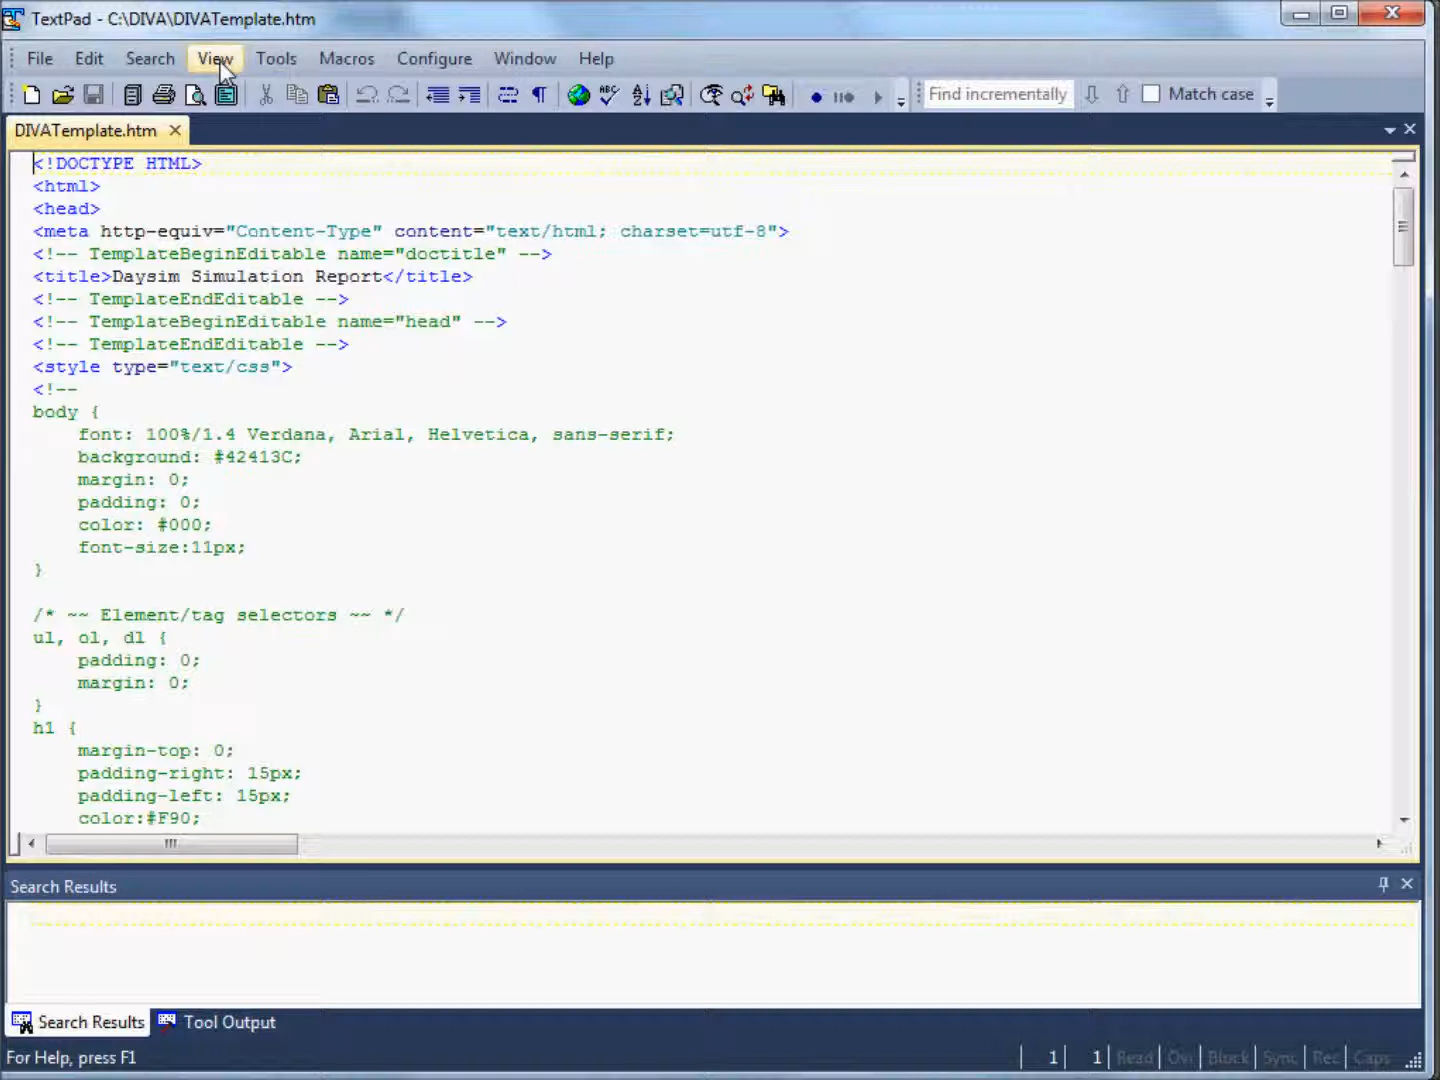 TextPad - C:\DIVA\DIVATemplate.htm
File Edit Search View Tools Macros Configure Window Help
Find incrementally Match case
DIVATemplate.htm
<!DOCTYPE HTML>
<html>
<head>
<meta http-equiv="Content-Type" content="text/html; charset=utf-8">
<!-- TemplateBeginEditable name="doctitle" -->
<title>Daysim Simulation Report</title>
<!-- TemplateEndEditable -->
<!-- TemplateBeginEditable name="head" -->
<!-- TemplateEndEditable -->
<style type="text/css">
<!--
body {
font: 100%/1.4 Verdana, Arial, Helvetica, sans-serif;
background: #42413C;
margin: 0;
padding: 0;
color: #000;
font-size:11px;
}
/* ~~ Element/tag selectors ~~ */
ul, ol, dl {
padding: 0;
margin: 0;
}
h1 {
margin-top: 0;
padding-right: 15px;
padding-left: 15px;
color:#F90;
Search Results
Search Results Tool Output
For Help, press F1 1 1 Read Ovr Block Sync Rec Caps